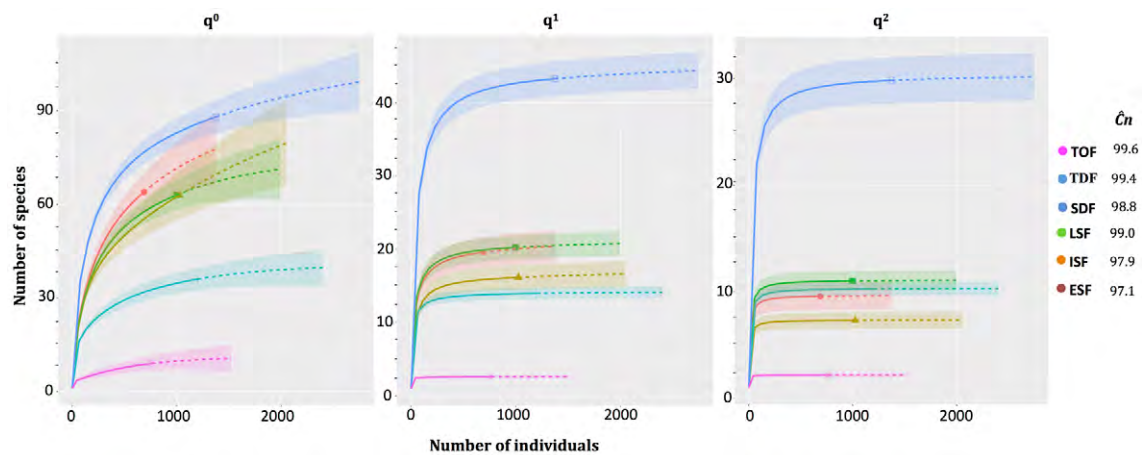 q⁰ q¹ q²
Number of species
90
60
30
0
0 1000 2000
40
30
20
10
0
0 1000 2000
30
20
10
0
0 1000 2000
Number of individuals
Ĉn
TOF 99.6
TDF 99.4
SDF 98.8
LSF 99.0
ISF 97.9
ESF 97.1